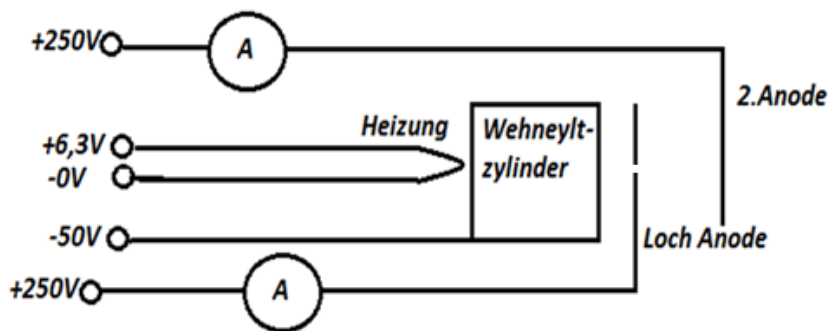 +250V
A
2.Anode
Heizung
Wehneylt-
zylinder
+6,3V
-0V
-50V
Loch Anode
+250V
A